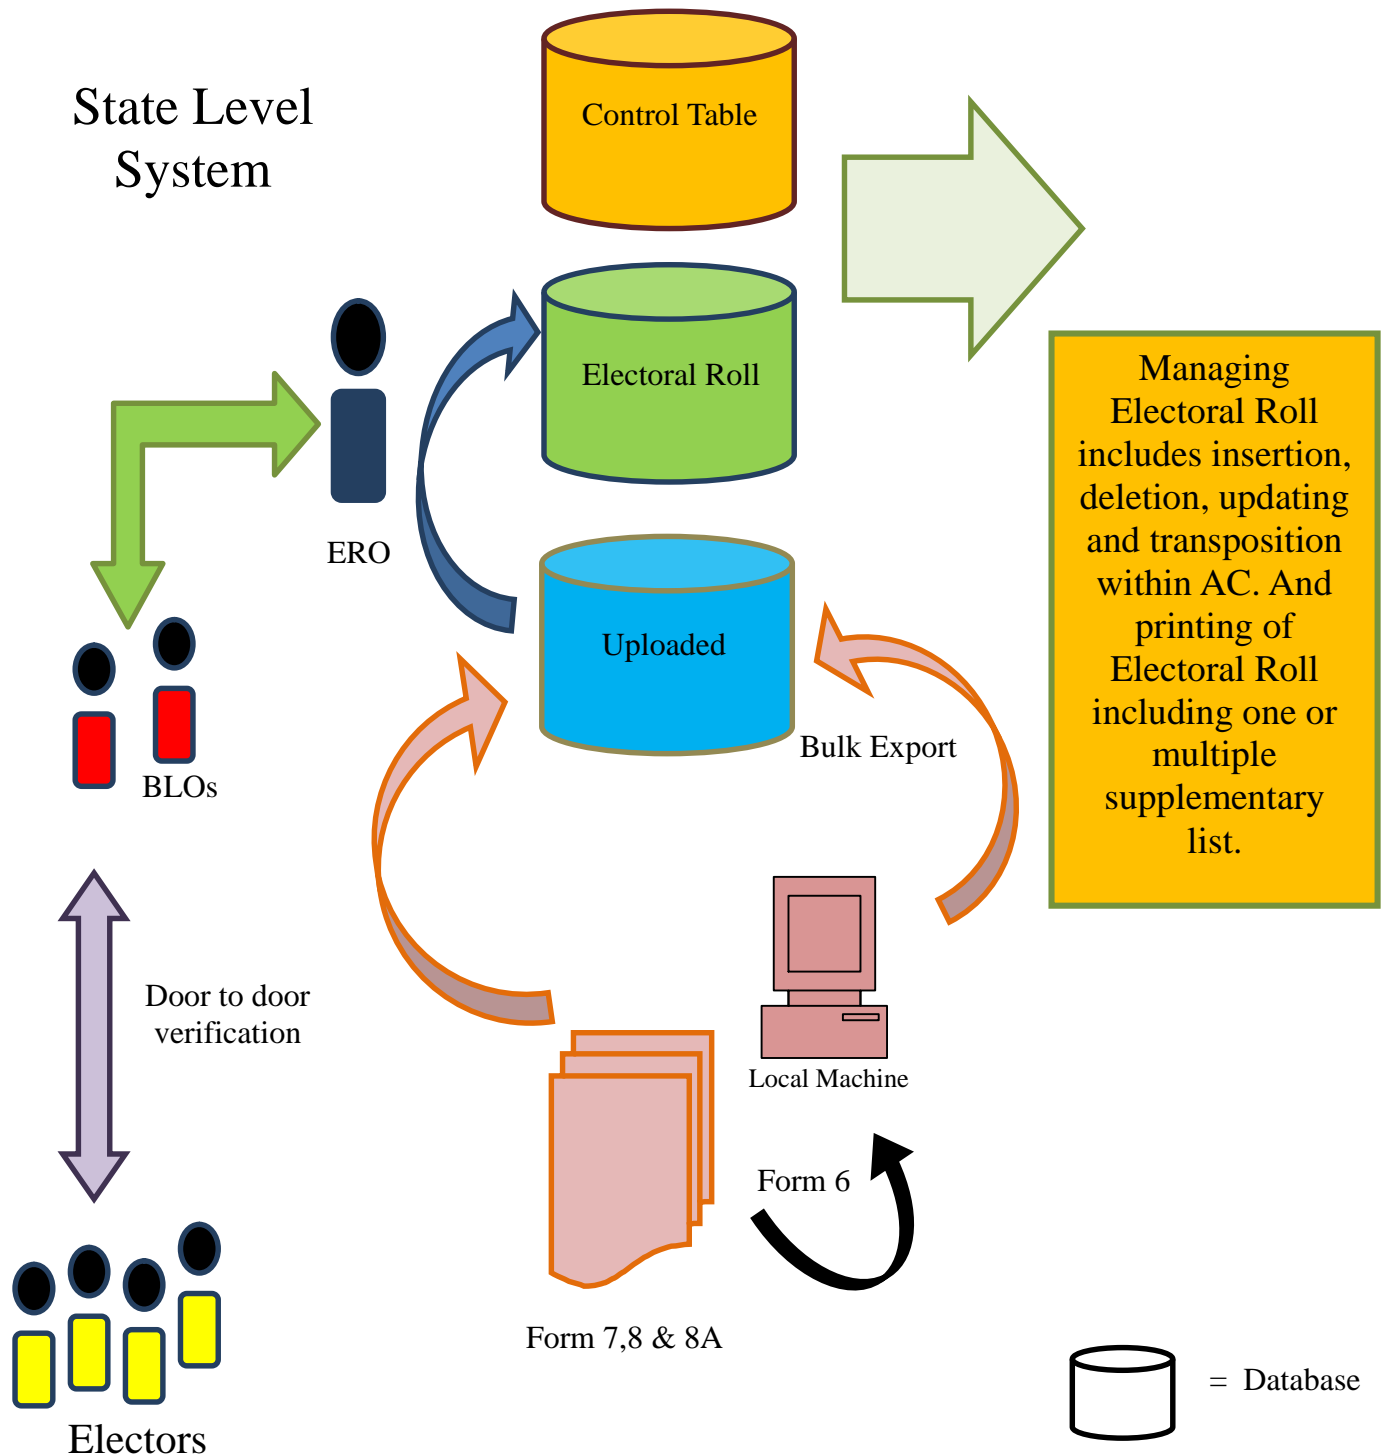 State Level
System
Control Table
Electoral Roll
ERO
Uploaded
BLOs
Bulk Export
Managing
Electoral Roll
includes insertion,
deletion, updating
and transposition
within AC. And
printing of
Electoral Roll
including one or
multiple
supplementary
list.
Door to door
verification
Local Machine
Form 6
Form 7,8 & 8A
Electors
= Database